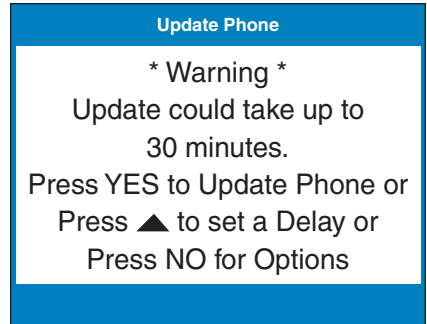 Update Phone
* Warning *
Update could take up to
30 minutes.
Press YES to Update Phone or
Press ▲ to set a Delay or
Press NO for Options